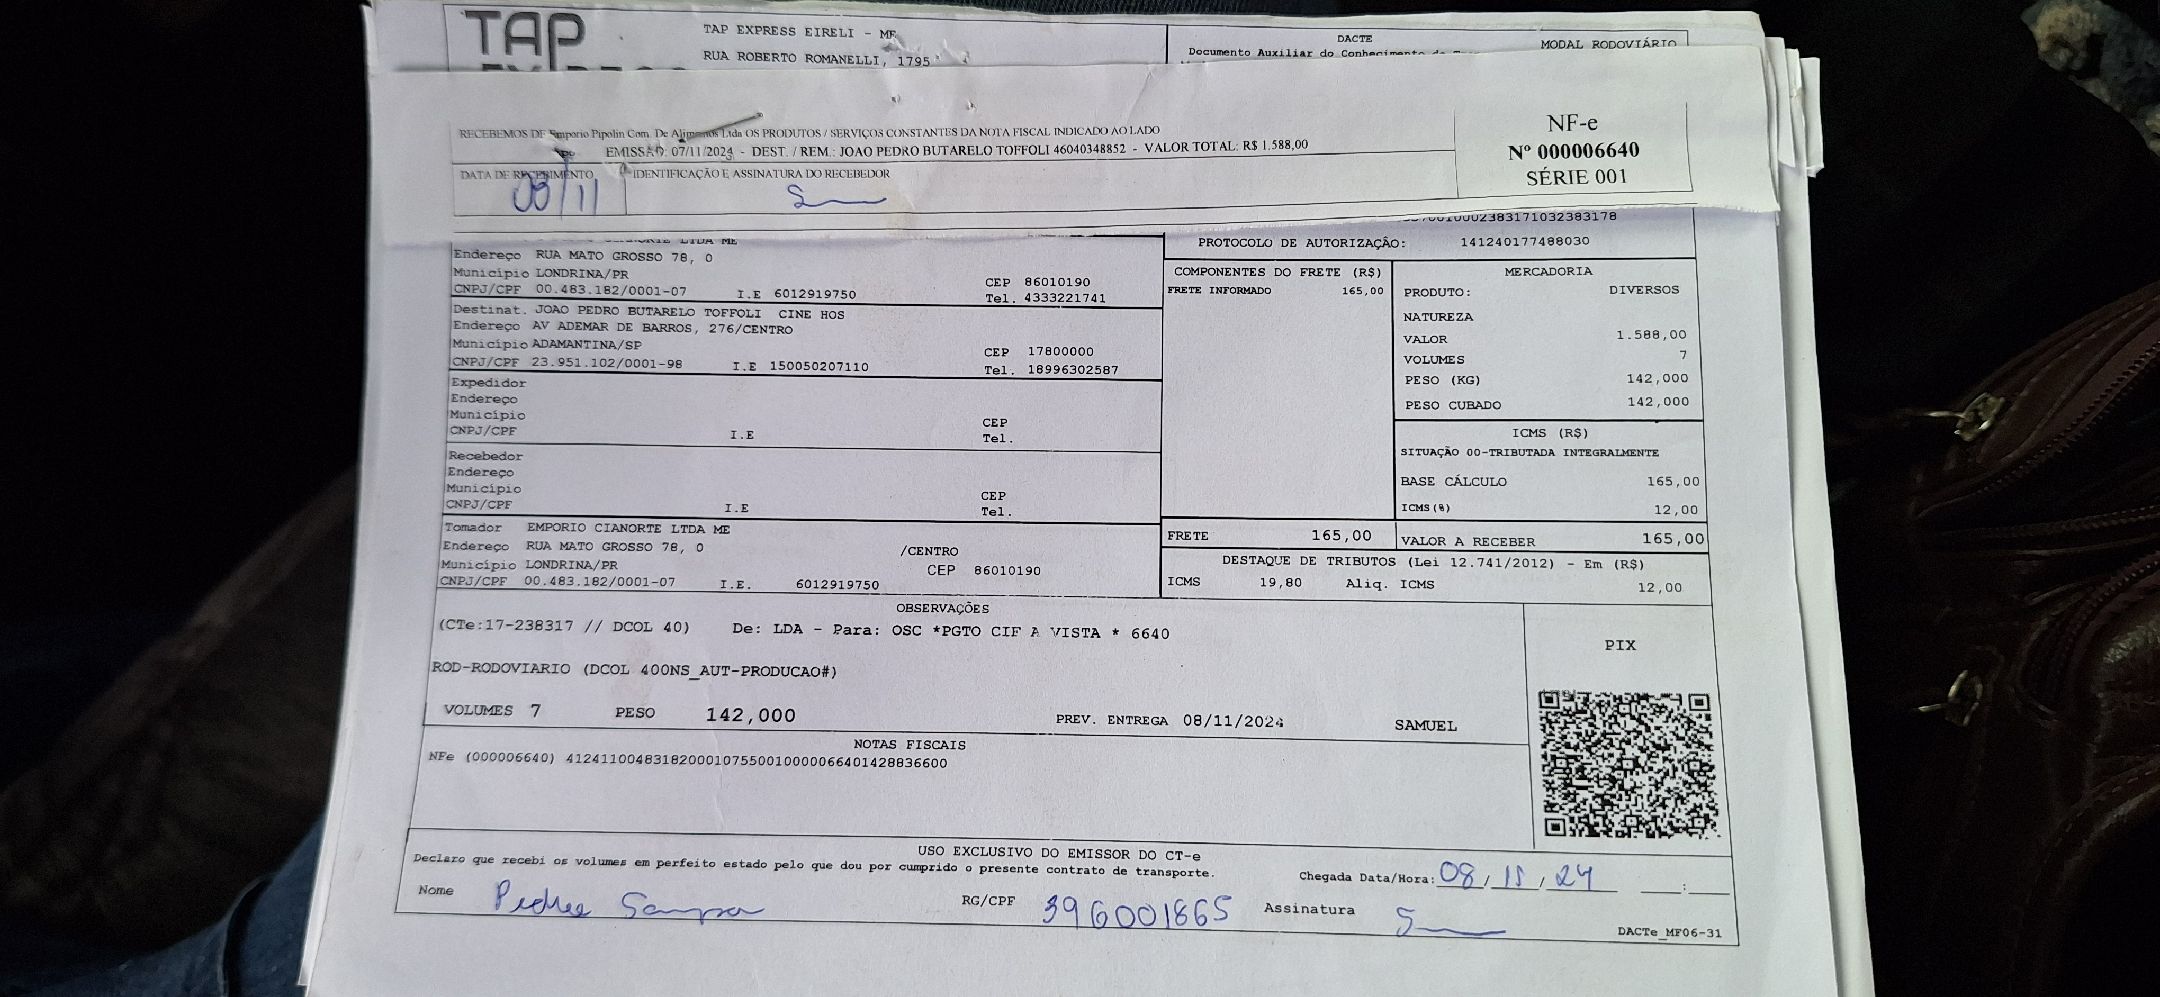 TAP
TAP EXPRESS EIRELI - ME
RUA ROBERTO ROMANELLI, 1795
DACTE
MODAL RODOVIÁRIO
Documento Auxiliar do Conhecimento de
RECEBEMOS DE Emporio Pipolin Com. De Alimentos Ltda OS PRODUTOS / SERVIÇOS CONSTANTES DA NOTA FISCAL INDICADO AO LADO
EMISSÃO: 07/11/2024 - DEST. / REM.: JOAO PEDRO BUTARELO TOFFOLI 46040348852 - VALOR TOTAL: R$ 1.588,00
DATA DE RECEBIMENTO
IDENTIFICAÇÃO E ASSINATURA DO RECEBEDOR
08/11
NF-e
Nº 000006640
SÉRIE 001
LTDA ME
Endereço RUA MATO GROSSO 78, 0
Município LONDRINA/PR CEP 86010190
CNPJ/CPF 00.483.182/0001-07 I.E 6012919750 Tel. 4333221741
Destinat. JOAO PEDRO BUTARELO TOFFOLI CINE HOS
Endereço AV ADEMAR DE BARROS, 276/CENTRO
Município ADAMANTINA/SP CEP 17800000
CNPJ/CPF 23.951.102/0001-98 I.E 150050207110 Tel. 18996302587
Expedidor
Endereço
Município CEP
CNPJ/CPF I.E Tel.
Recebedor
Endereço
Município CEP
CNPJ/CPF I.E Tel.
Tomador EMPORIO CIANORTE LTDA ME
Endereço RUA MATO GROSSO 78, 0 /CENTRO
Município LONDRINA/PR CEP 86010190
CNPJ/CPF 00.483.182/0001-07 I.E. 6012919750
PROTOCOLO DE AUTORIZAÇÃO: 141240177488030
COMPONENTES DO FRETE (R$)
FRETE INFORMADO 165,00
MERCADORIA
PRODUTO: DIVERSOS
NATUREZA
VALOR 1.588,00
VOLUMES 7
PESO (KG) 142,000
PESO CUBADO 142,000
ICMS (R$)
SITUAÇÃO 00-TRIBUTADA INTEGRALMENTE
BASE CÁLCULO 165,00
ICMS(%) 12,00
FRETE 165,00
VALOR A RECEBER 165,00
DESTAQUE DE TRIBUTOS (Lei 12.741/2012) - Em (R$)
ICMS 19,80 Aliq. ICMS 12,00
OBSERVAÇÕES
(CTe:17-238317 // DCOL 40) De: LDA - Para: OSC *PGTO CIF A VISTA * 6640
ROD-RODOVIARIO (DCOL 400NS_AUT-PRODUCAO#)
VOLUMES 7 PESO 142,000 PREV. ENTREGA 08/11/2024 SAMUEL
PIX
NOTAS FISCAIS
NFe (000006640) 41241100483182000107550010000066401428836600
USO EXCLUSIVO DO EMISSOR DO CT-e
Declaro que recebi os volumes em perfeito estado pelo que dou por cumprido o presente contrato de transporte.
Chegada Data/Hora: 08/11/24 __:__
Nome
RG/CPF 396001865 Assinatura
DACTe_MF06-31